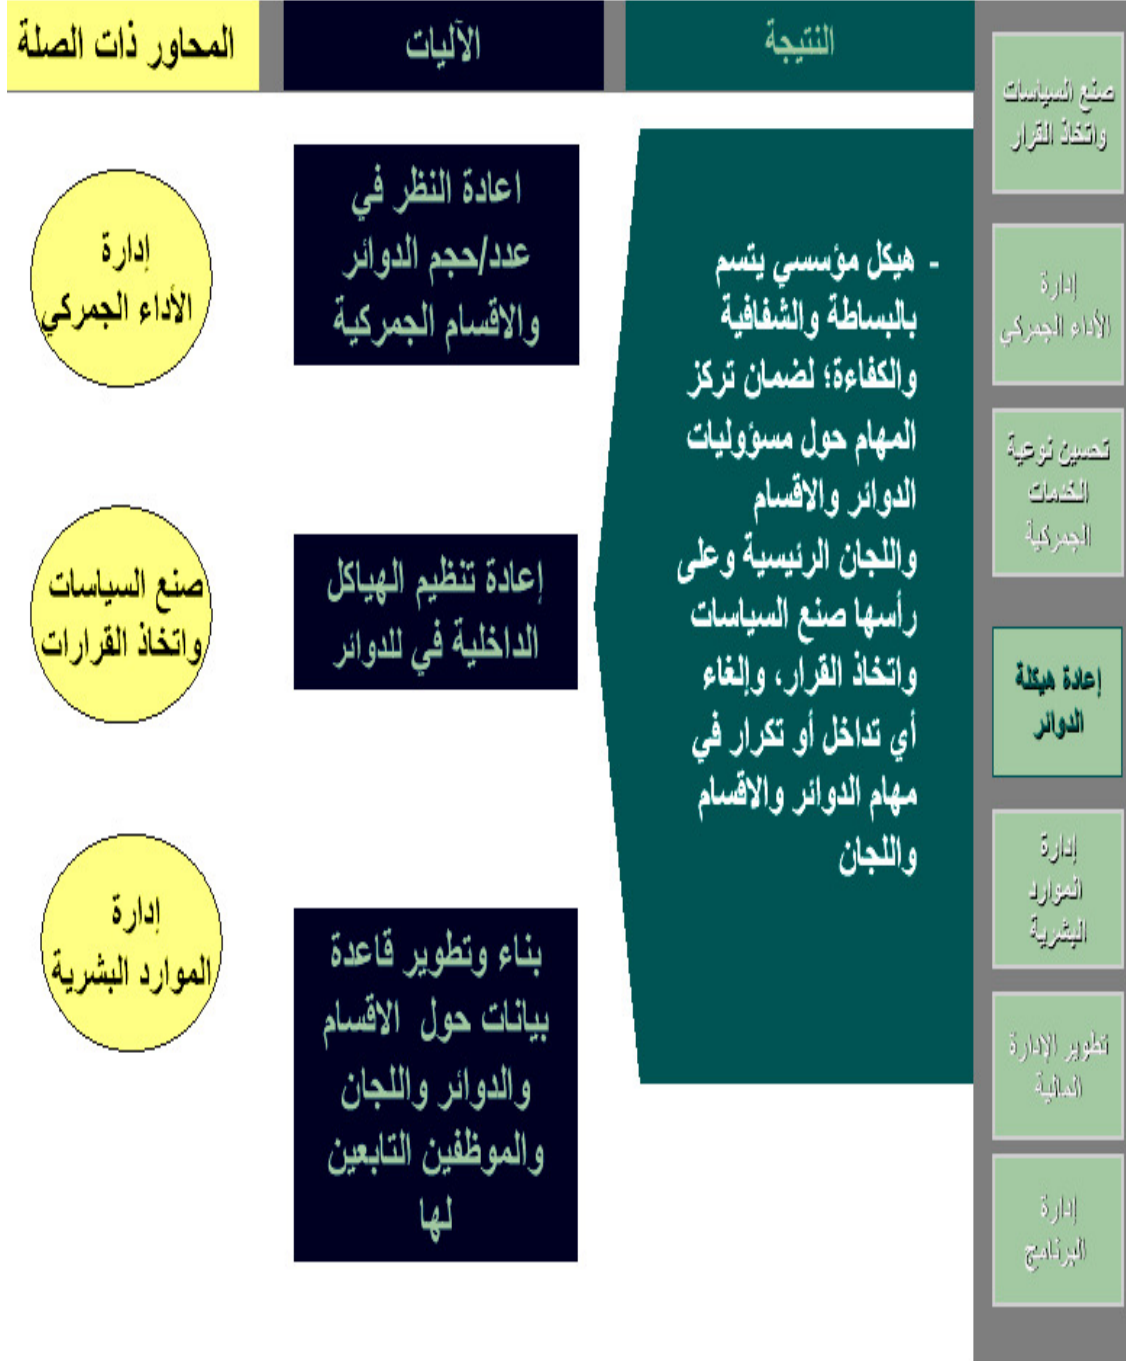 النتيجة
الآليات
المحاور ذات الصلة
صنع السياسات
واتخاذ القرار
إدارة
الأداء الجمركي
تحسين نوعية
الخدمات
الجمركية
إعادة هيكلة
الدوائر
إدارة
الموارد
البشرية
تطوير الإدارة
المالية
إدارة
البرنامج
- هيكل مؤسسي يتسم
بالبساطة والشفافية
والكفاءة؛ لضمان تركز
المهام حول مسؤوليات
الدوائر والاقسام
واللجان الرئيسية وعلى
رأسها صنع السياسات
واتخاذ القرار، وإلغاء
أي تداخل أو تكرار في
مهام الدوائر والاقسام
واللجان
اعادة النظر في
عدد/حجم الدوائر
والاقسام الجمركية
إعادة تنظيم الهياكل
الداخلية في للدوائر
بناء وتطوير قاعدة
بيانات حول الاقسام
والدوائر واللجان
والموظفين التابعين
لها
إدارة
الأداء الجمركي
صنع السياسات
واتخاذ القرارات
إدارة
الموارد البشرية